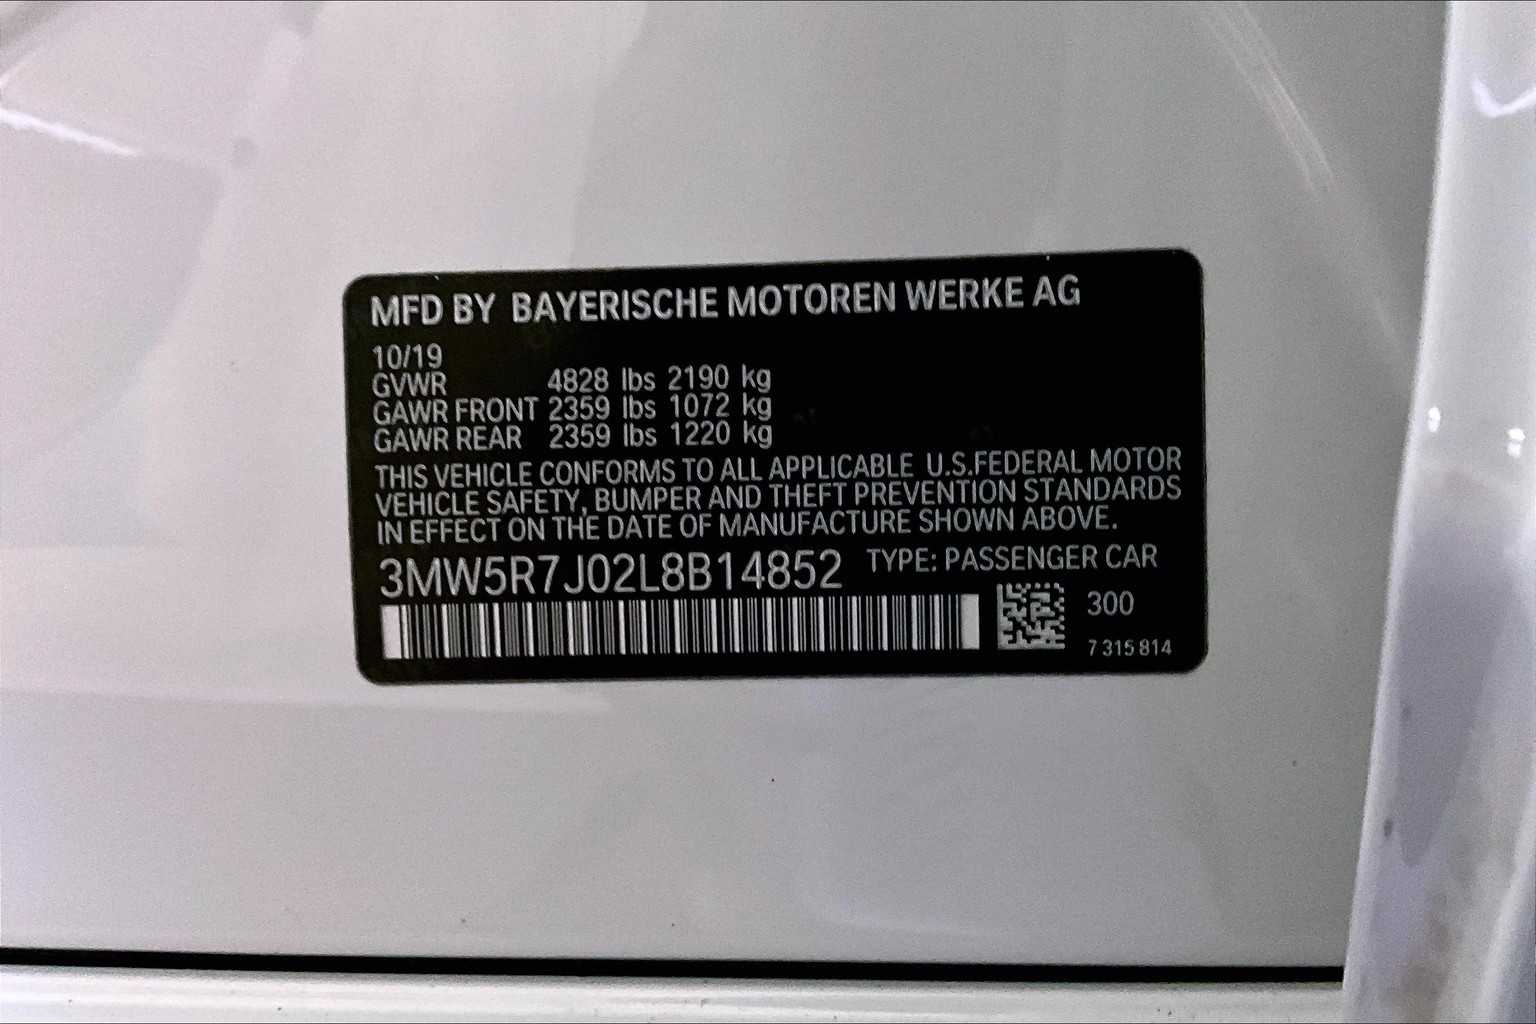 MFD BY BAYERISCHE MOTOREN WERKE AG
10/19
GVWR 4828 lbs 2190 kg
GAWR FRONT 2359 lbs 1072 kg
GAWR REAR 2359 lbs 1220 kg
THIS VEHICLE CONFORMS TO ALL APPLICABLE U.S.FEDERAL MOTOR
VEHICLE SAFETY, BUMPER AND THEFT PREVENTION STANDARDS
IN EFFECT ON THE DATE OF MANUFACTURE SHOWN ABOVE.
3MW5R7J02L8B14852 TYPE: PASSENGER CAR
300
7 315 814